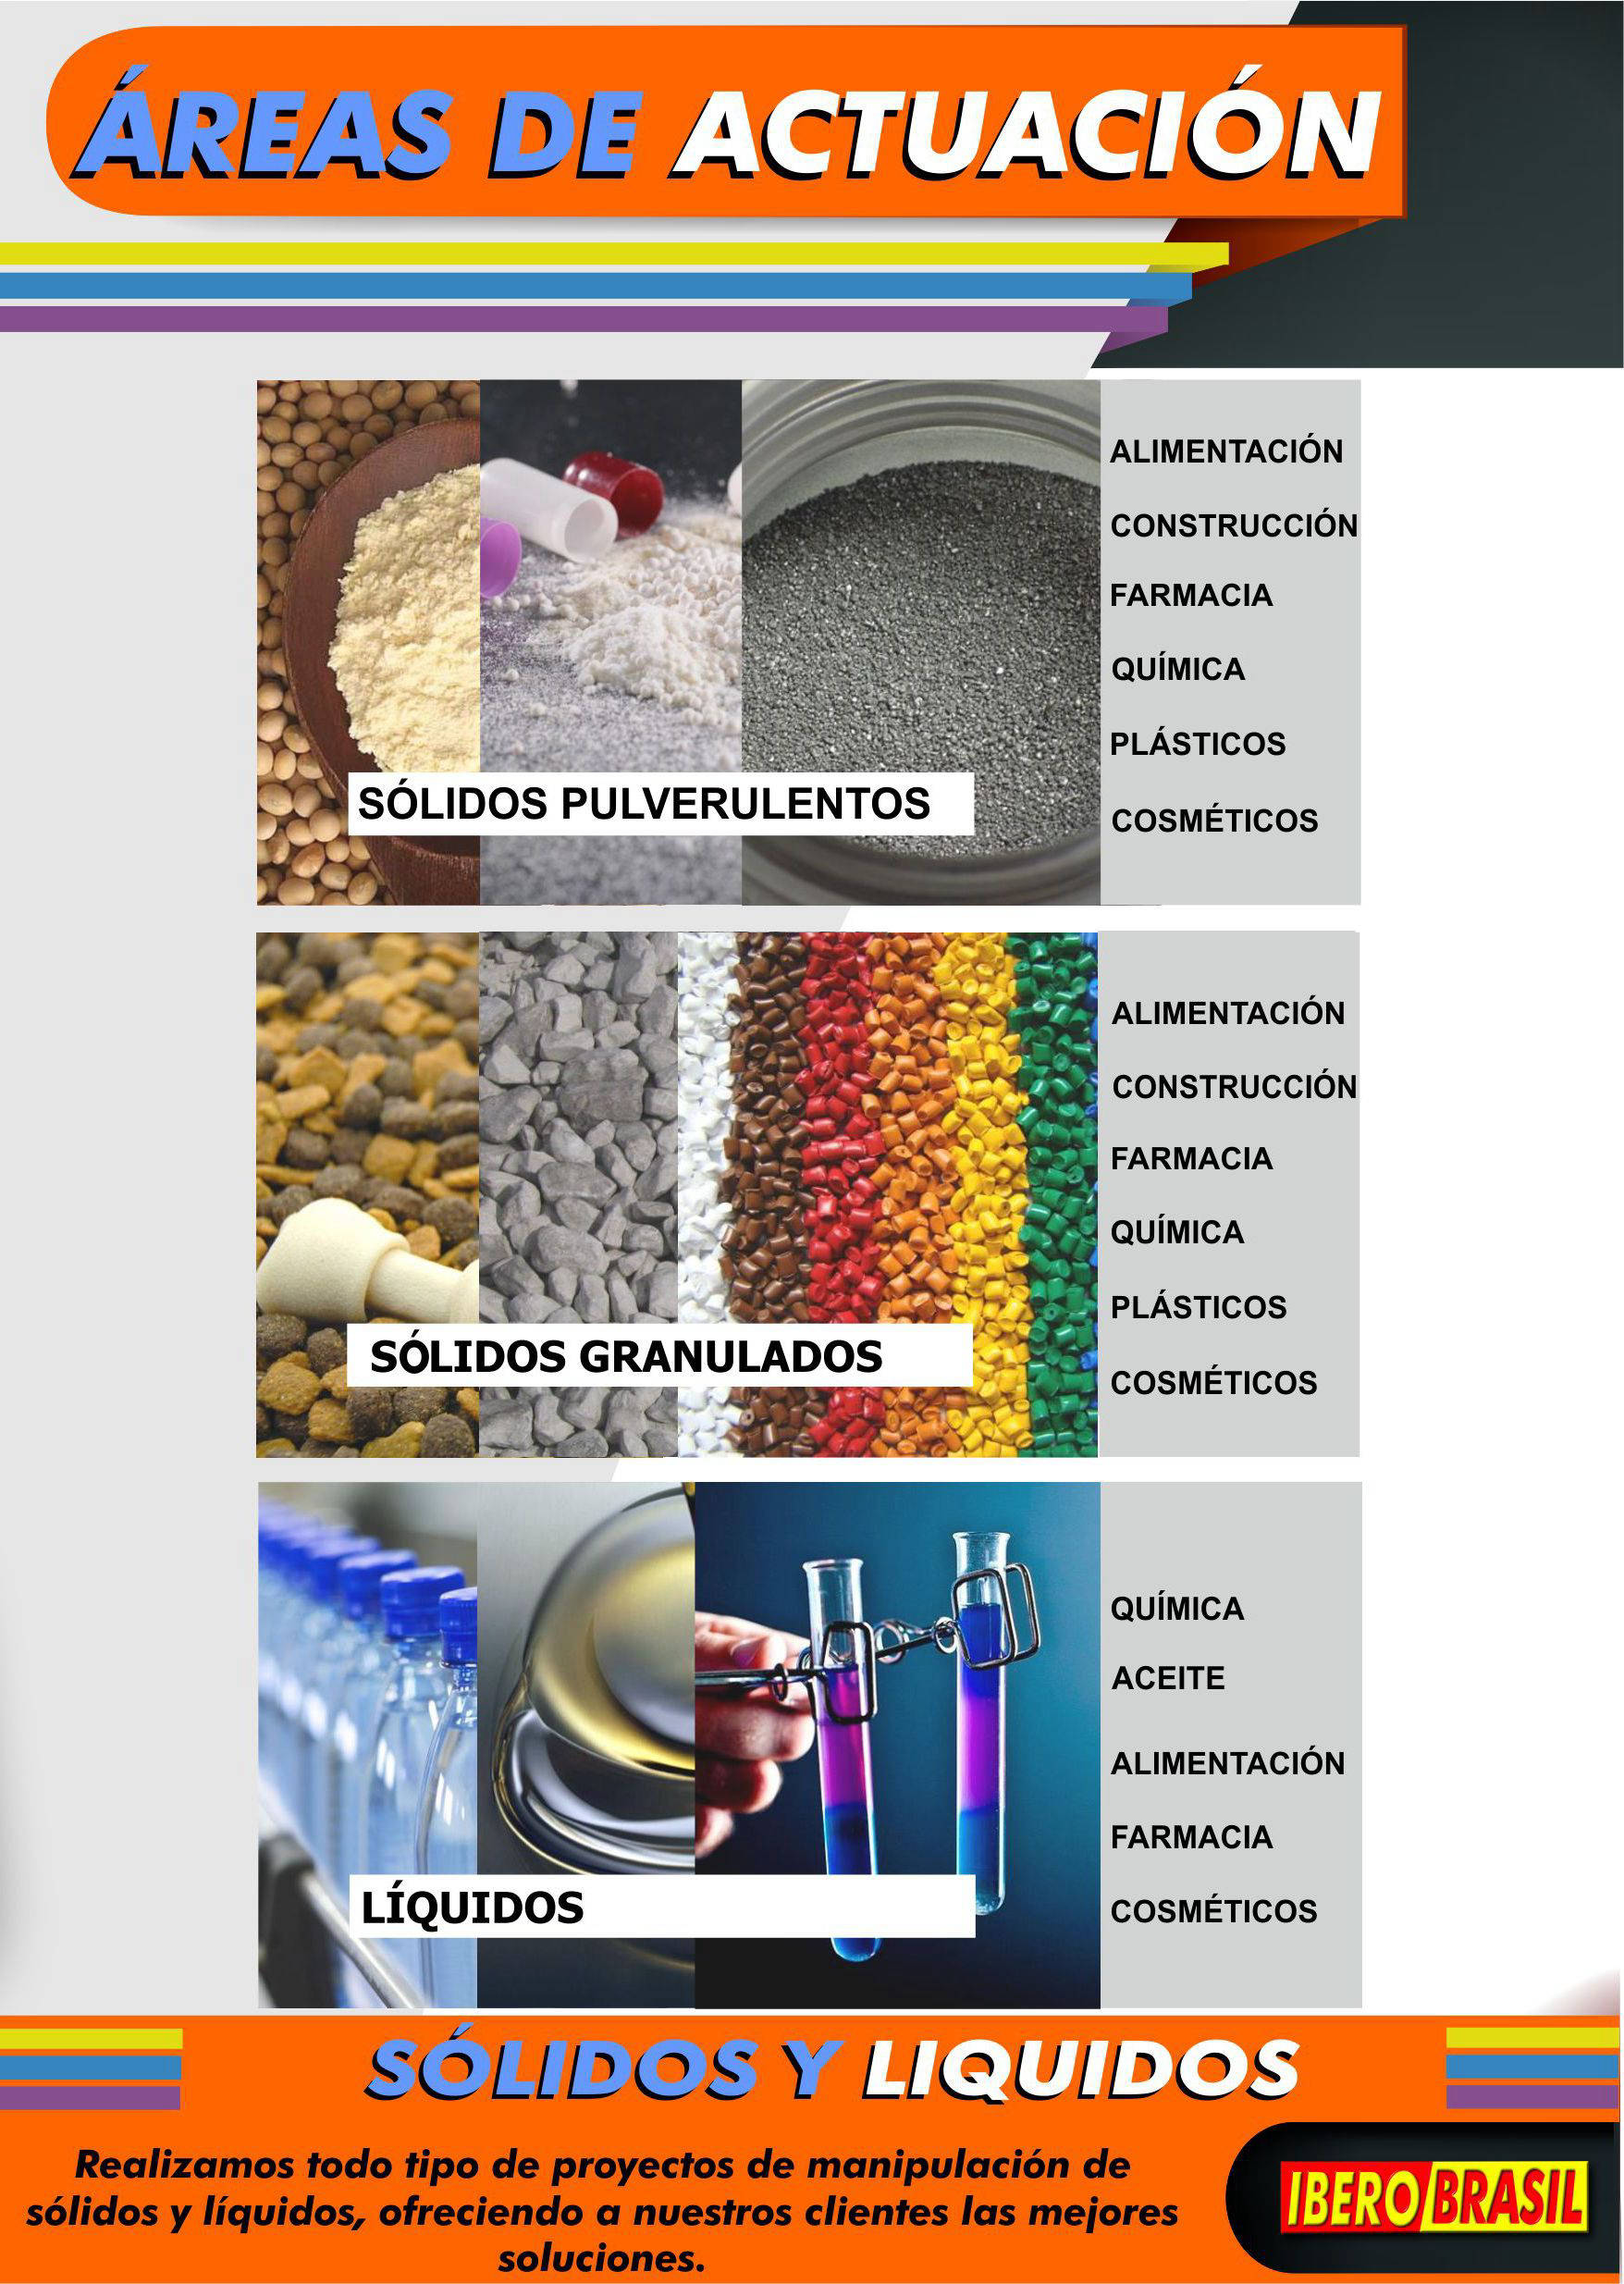 ÁREAS DE ACTUACIÓN
ALIMENTACIÓN
CONSTRUCCIÓN
FARMACIA
QUÍMICA
PLÁSTICOS
COSMÉTICOS
SÓLIDOS PULVERULENTOS
ALIMENTACIÓN
CONSTRUCCIÓN
FARMACIA
QUÍMICA
PLÁSTICOS
COSMÉTICOS
SÓLIDOS GRANULADOS
QUÍMICA
ACEITE
ALIMENTACIÓN
FARMACIA
COSMÉTICOS
LÍQUIDOS
SÓLIDOS Y LIQUIDOS
Realizamos todo tipo de proyectos de manipulación de
sólidos y líquidos, ofreciendo a nuestros clientes las mejores
soluciones.
IBERO BRASIL